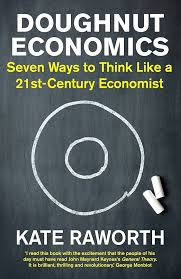 DOUGHNUT
ECONOMICS
Seven Ways to Think Like a
21st-Century Economist
KATE RAWORTH
'I read this book with the excitement that the people of his
day must have read John Maynard Keynes's General Theory.
It is brilliant, thrilling and revolutionary.' George Monbiot